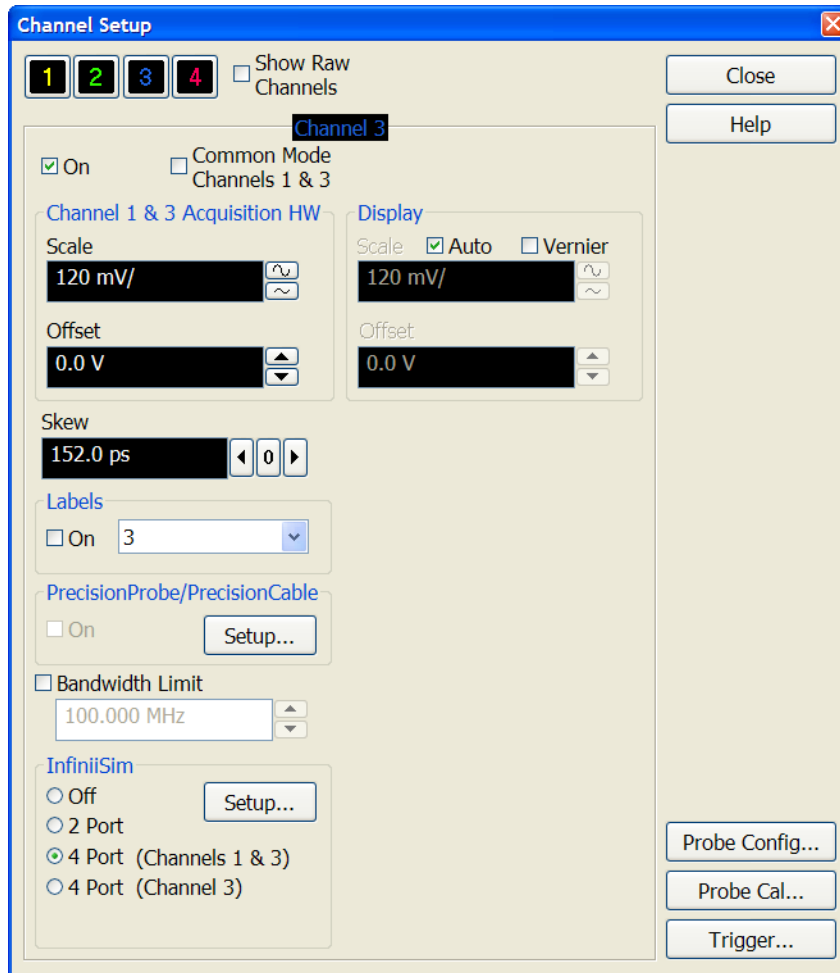 Channel Setup
1 2 3 4
Show Raw
Channels
Close
Help
Channel 3
On
Common Mode
Channels 1 & 3
Channel 1 & 3 Acquisition HW
Display
Scale
Scale Auto Vernier
120 mV/
120 mV/
Offset
Offset
0.0 V
0.0 V
Skew
152.0 ps
0
Labels
On 3
PrecisionProbe/PrecisionCable
On
Setup...
Bandwidth Limit
100.000 MHz
InfiniiSim
Off
Setup...
2 Port
4 Port (Channels 1 & 3)
4 Port (Channel 3)
Probe Config...
Probe Cal...
Trigger...